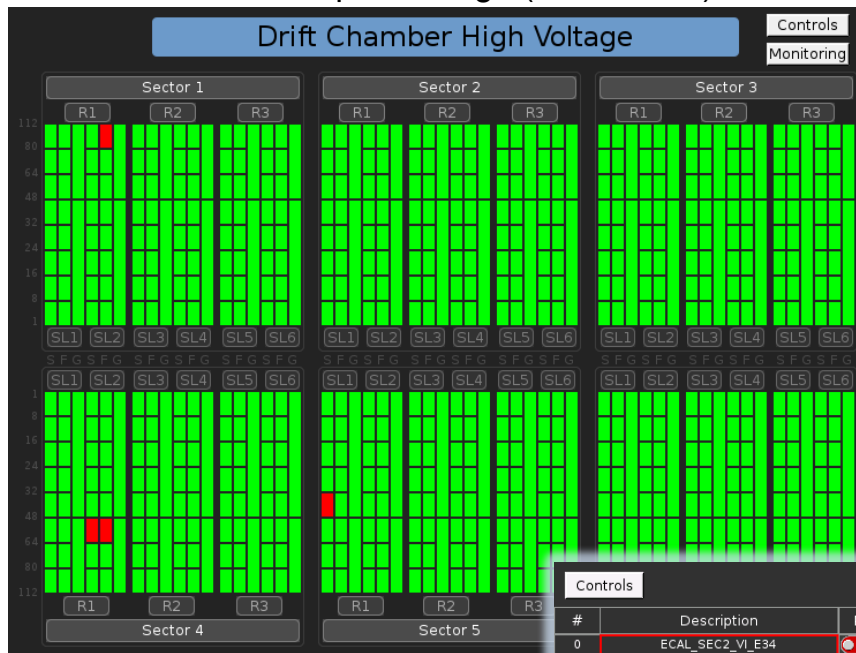 Drift Chamber High Voltage
Controls
Monitoring
Sector 1
Sector 2
Sector 3
R1 R2 R3
R1 R2 R3
R1 R2 R3
112
80
64
48
32
24
16
8
1
SL1 SL2 SL3 SL4 SL5 SL6
SL1 SL2 SL3 SL4 SL5 SL6
SL1 SL2 SL3 SL4 SL5 SL6
S F G S F G S F G S F G S F G S F G
S F G S F G S F G S F G S F G S F G
S F G S F G S F G S F G S F G S F G
SL1 SL2 SL3 SL4 SL5 SL6
SL1 SL2 SL3 SL4 SL5 SL6
SL1 SL2 SL3 SL4 SL5 SL6
1
8
16
24
32
48
64
80
112
R1 R2 R3
R1 R2 R3
Sector 4
Sector 5
Controls
# Description
0 ECAL_SEC2_VI_E34